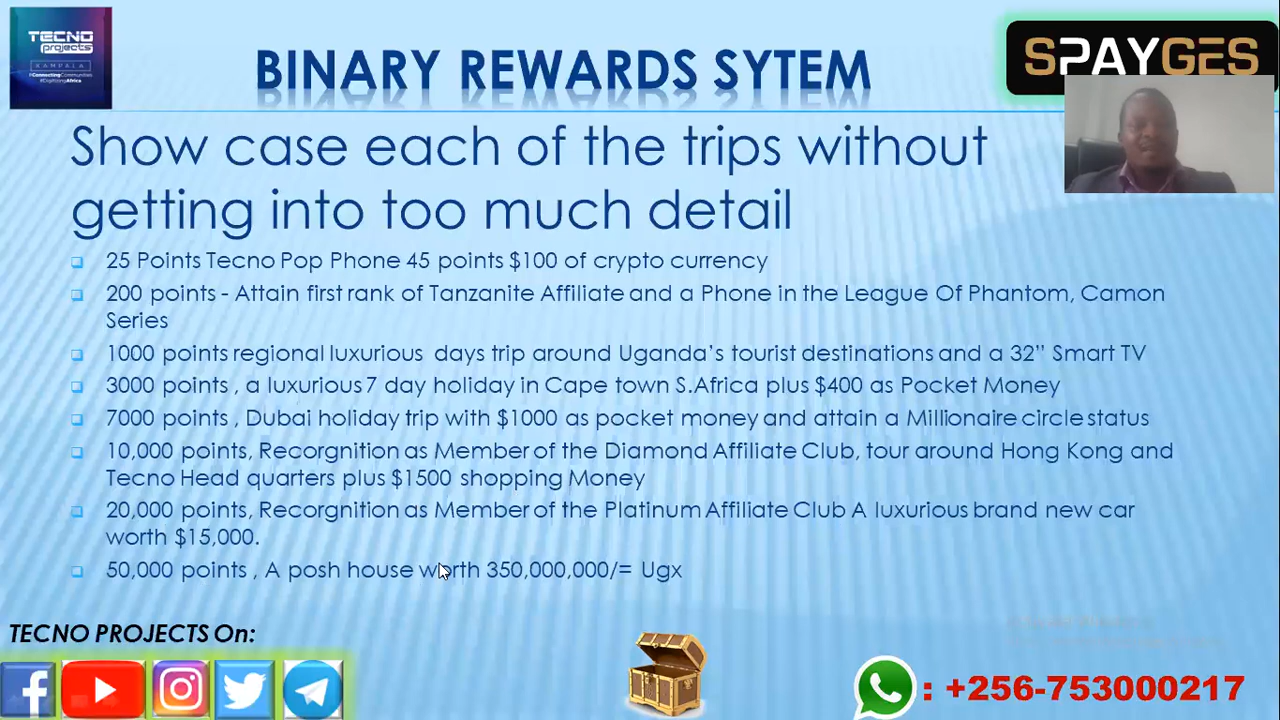 TECNO
projects
KAMPALA
#ConnectingCommunities
#DigitizingAfrica
BINARY REWARDS SYTEM
SPAYGES
Show case each of the trips without
getting into too much detail
25 Points Tecno Pop Phone 45 points $100 of crypto currency
200 points - Attain first rank of Tanzanite Affiliate and a Phone in the League Of Phantom, Camon
Series
1000 points regional luxurious days trip around Uganda's tourist destinations and a 32” Smart TV
3000 points , a luxurious 7 day holiday in Cape town S.Africa plus $400 as Pocket Money
7000 points , Dubai holiday trip with $1000 as pocket money and attain a Millionaire circle status
10,000 points, Recorgnition as Member of the Diamond Affiliate Club, tour around Hong Kong and
Tecno Head quarters plus $1500 shopping Money
20,000 points, Recorgnition as Member of the Platinum Affiliate Club A luxurious brand new car
worth $15,000.
50,000 points , A posh house worth 350,000,000/= Ugx
TECNO PROJECTS On:
: +256-753000217